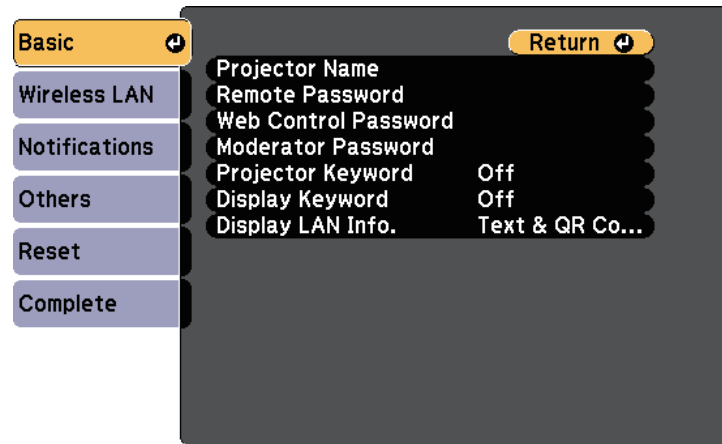 Basic
Wireless LAN
Notifications
Others
Reset
Complete
Return
Projector Name
Remote Password
Web Control Password
Moderator Password
Projector Keyword Off
Display Keyword Off
Display LAN Info. Text & QR Co...